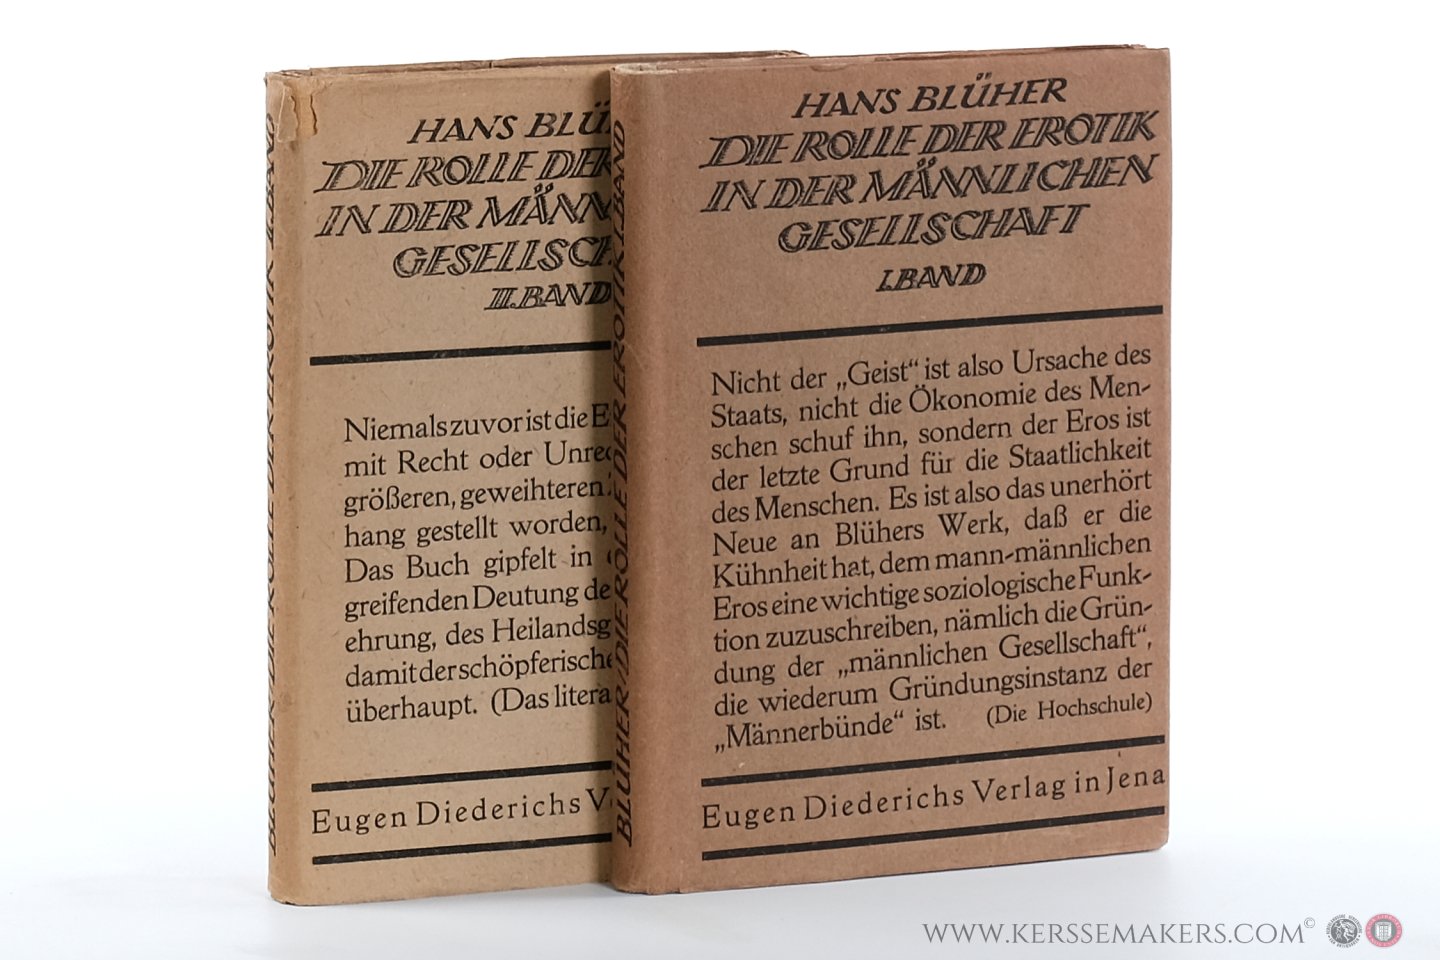 HANS BLÜ
DIE ROLLE DER
IN DER MÄNN
GESELLSCH
II. BAND
Niemals zuvor ist die E
mit Recht oder Unrec
größeren, geweihteren
hang gestellt worden,
Das Buch gipfelt in
greifenden Deutung de
ehrung, des Heilandsg
damit der schöpferische
überhaupt. (Das litera
Eugen Diederichs V
BLÜHER / DIE ROLLE DER EROTIK I. BAND
HANS BLÜHER
DIE ROLLE DER EROTIK
IN DER MÄNNLICHEN
GESELLSCHAFT
I. BAND
Nicht der „Geist“ ist also Ursache des
Staats, nicht die Ökonomie des Men-
schen schuf ihn, sondern der Eros ist
der letzte Grund für die Staatlichkeit
des Menschen. Es ist also das unerhört
Neue an Blühers Werk, daß er die
Kühnheit hat, dem mann-männlichen
Eros eine wichtige soziologische Funk-
tion zuzuschreiben, nämlich die Grün-
dung der „männlichen Gesellschaft“,
die wiederum Gründungsinstanz der
„Männerbünde“ ist. (Die Hochschule)
Eugen Diederichs Verlag in Jena
WWW.KERSSEMAKERS.COM©